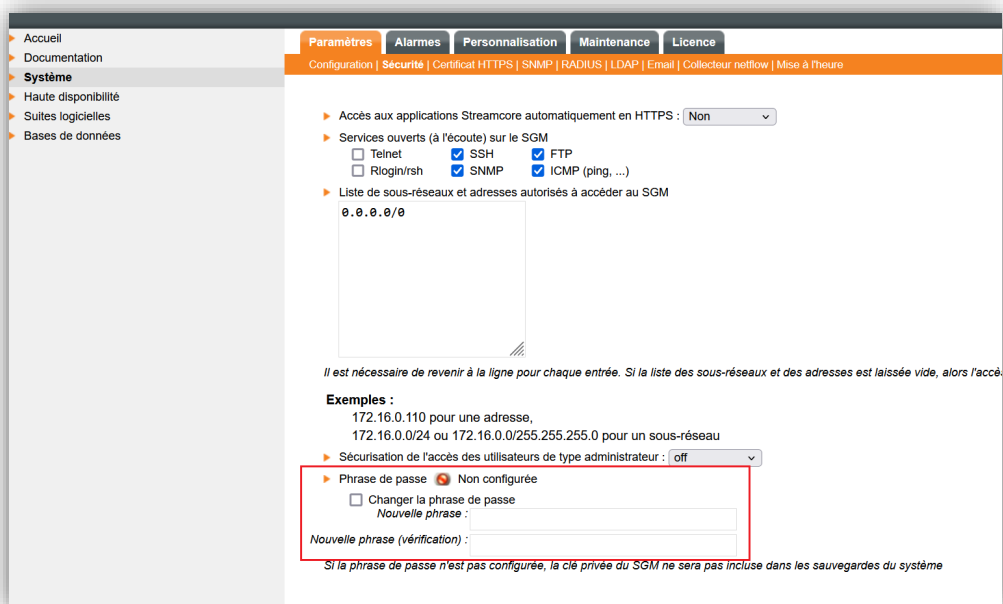 Accueil
Documentation
Système
Haute disponibilité
Suites logicielles
Bases de données
Paramètres Alarmes Personnalisation Maintenance Licence
Configuration | Sécurité | Certificat HTTPS | SNMP | RADIUS | LDAP | Email | Collecteur netflow | Mise à l'heure
Accès aux applications Streamcore automatiquement en HTTPS : Non
Services ouverts (à l'écoute) sur le SGM
Telnet SSH FTP
Rlogin/rsh SNMP ICMP (ping, ...)
Liste de sous-réseaux et adresses autorisés à accéder au SGM
0.0.0.0/0
Il est nécessaire de revenir à la ligne pour chaque entrée. Si la liste des sous-réseaux et des adresses est laissée vide, alors l'accè
Exemples :
172.16.0.110 pour une adresse,
172.16.0.0/24 ou 172.16.0.0/255.255.255.0 pour un sous-réseau
Sécurisation de l'accès des utilisateurs de type administrateur : off
Phrase de passe Non configurée
Changer la phrase de passe
Nouvelle phrase :
Nouvelle phrase (vérification) :
Si la phrase de passe n'est pas configurée, la clé privée du SGM ne sera pas incluse dans les sauvegardes du système